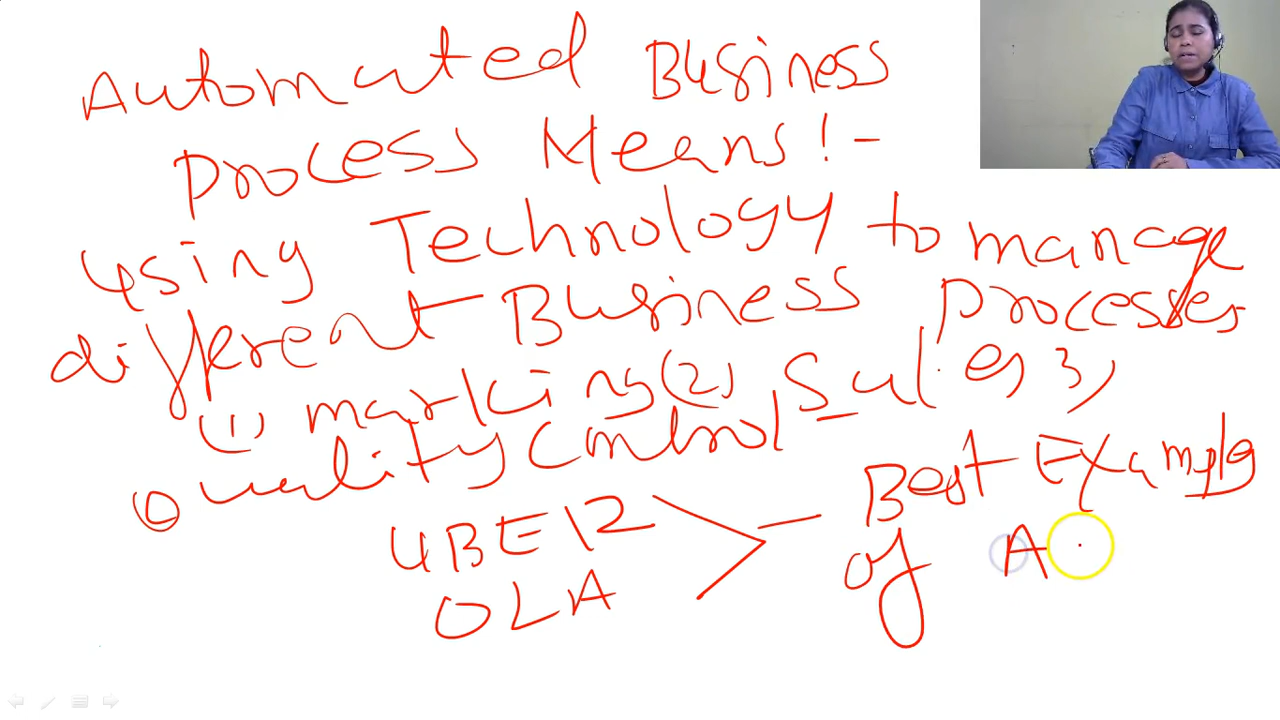 Automated Business
Process Means:-
Using Technology to manage
different Business processes
(1) marking (2) Sales 3)
Quality Control
UBER
OLA
Best Example
of A